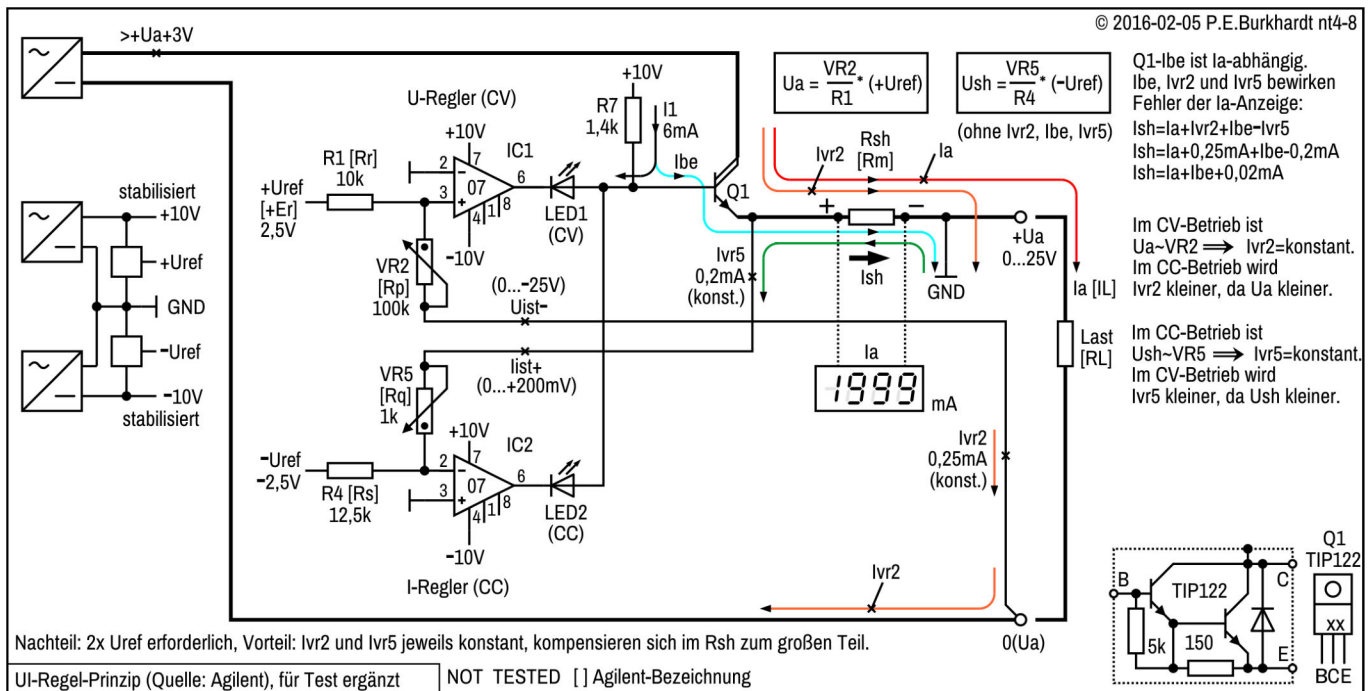 © 2016-02-05 P.E.Burkhardt nt4-8
>+Ua+3V
U-Regler (CV)
+10V
R7
1,4k
I1
6mA
Ibe
Ua = VR2/R1 * (+Uref)
Ush = VR5/R4 * (-Uref)
(ohne Ivr2, Ibe, Ivr5)
Q1-Ibe ist Ia-abhängig.
Ibe, Ivr2 und Ivr5 bewirken
Fehler der Ia-Anzeige:
Ish=Ia+Ivr2+Ibe-Ivr5
Ish=Ia+0,25mA+Ibe-0,2mA
Ish=Ia+Ibe+0,02mA
Im CV-Betrieb ist
Ua~VR2 ⟹ Ivr2=konstant.
Im CC-Betrieb wird
Ivr2 kleiner, da Ua kleiner.
Im CC-Betrieb ist
Ush~VR5 ⟹ Ivr5=konstant.
Im CV-Betrieb wird
Ivr5 kleiner, da Ush kleiner.
Ivr2
Rsh
[Rm]
Ia
Q1
+
−
+Ua
0...25V
Ish
GND
Ivr5
0,2mA
(konst.)
Ia [IL]
Last
[RL]
Ia
1999
mA
Ivr2
0,25mA
(konst.)
Ivr2
0(Ua)
stabilisiert
+10V
+Uref
GND
-Uref
-10V
stabilisiert
+Uref
[+Er]
2,5V
R1 [Rr]
10k
+10V
2
7
IC1
07
6
3
4
1
8
-
+
-10V
LED1
(CV)
VR2
[Rp]
100k
(0...-25V)
Uist-
Iist+
(0...+200mV)
VR5
[Rq]
1k
-Uref
-2,5V
R4 [Rs]
12,5k
+10V
2
7
IC2
07
6
3
4
1
8
-
+
-10V
LED2
(CC)
I-Regler (CC)
B
TIP122
C
5k
150
E
Q1
TIP122
xx
BCE
Nachteil: 2x Uref erforderlich, Vorteil: Ivr2 und Ivr5 jeweils konstant, kompensieren sich im Rsh zum großen Teil.
UI-Regel-Prinzip (Quelle: Agilent), für Test ergänzt
NOT TESTED [ ] Agilent-Bezeichnung